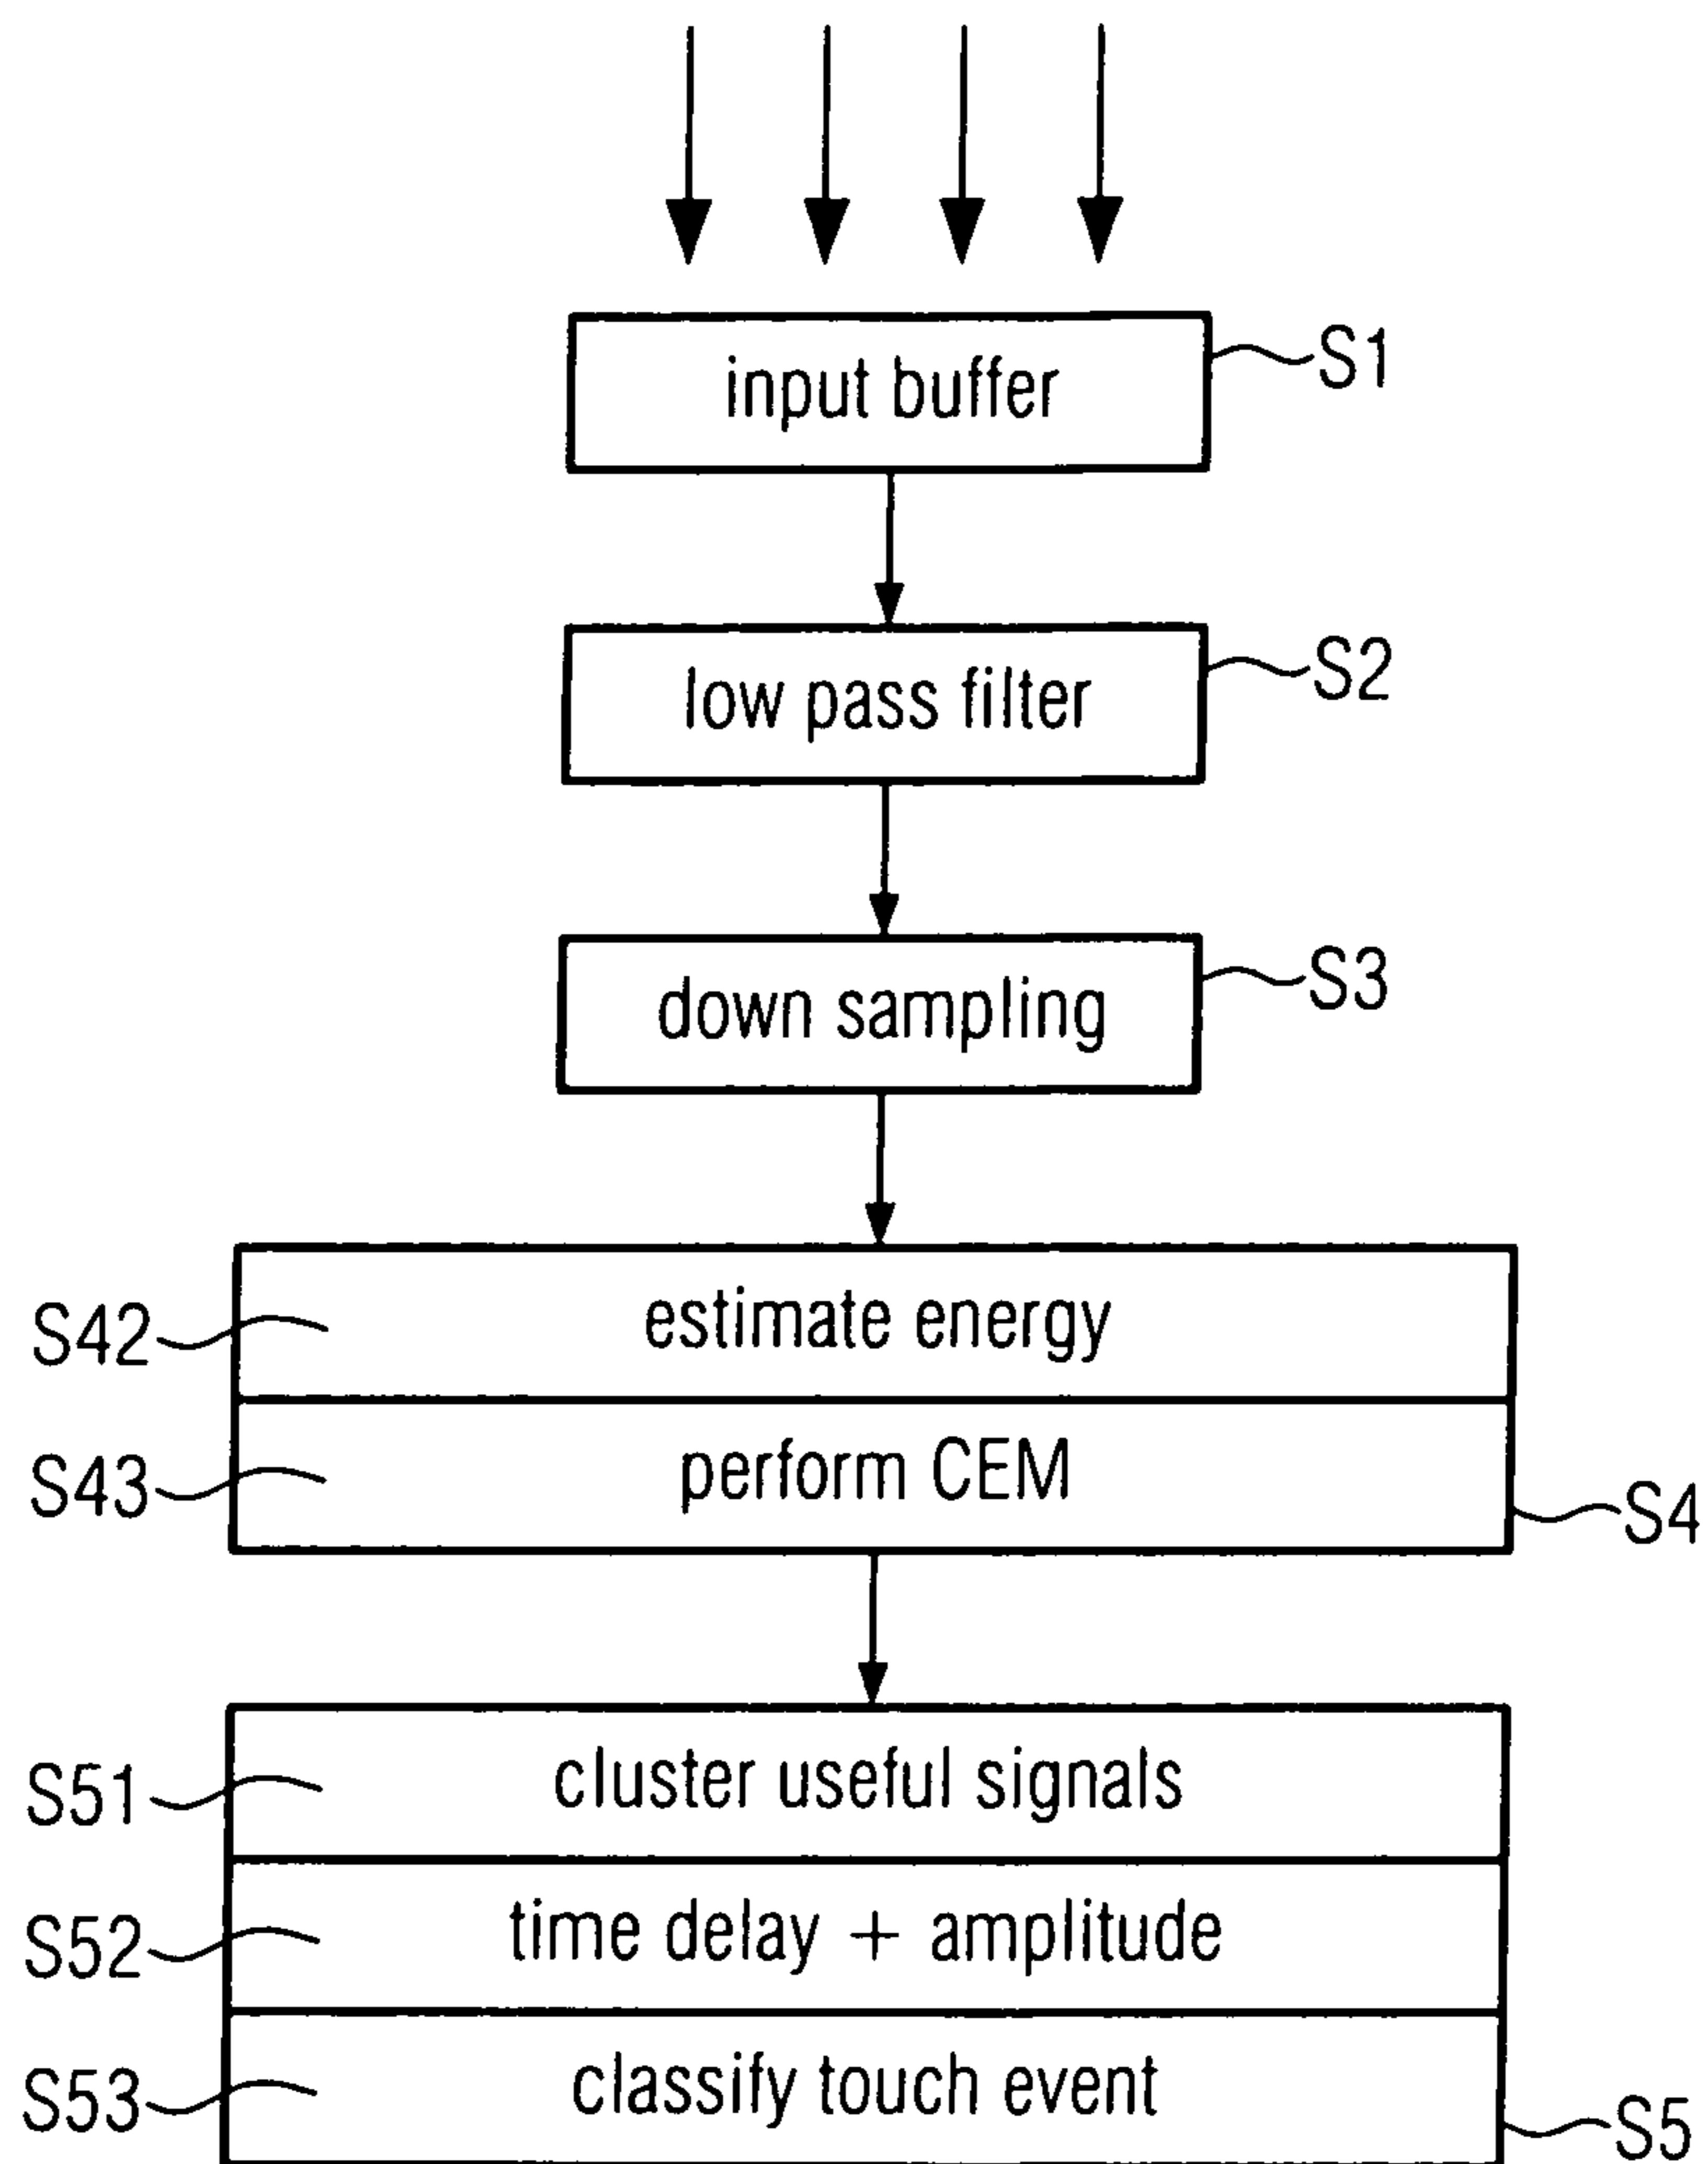 input buffer
S1
low pass filter
S2
down sampling
S3
S42
estimate energy
S43
perform CEM
S4
S51
cluster useful signals
S52
time delay + amplitude
S53
classify touch event
S5